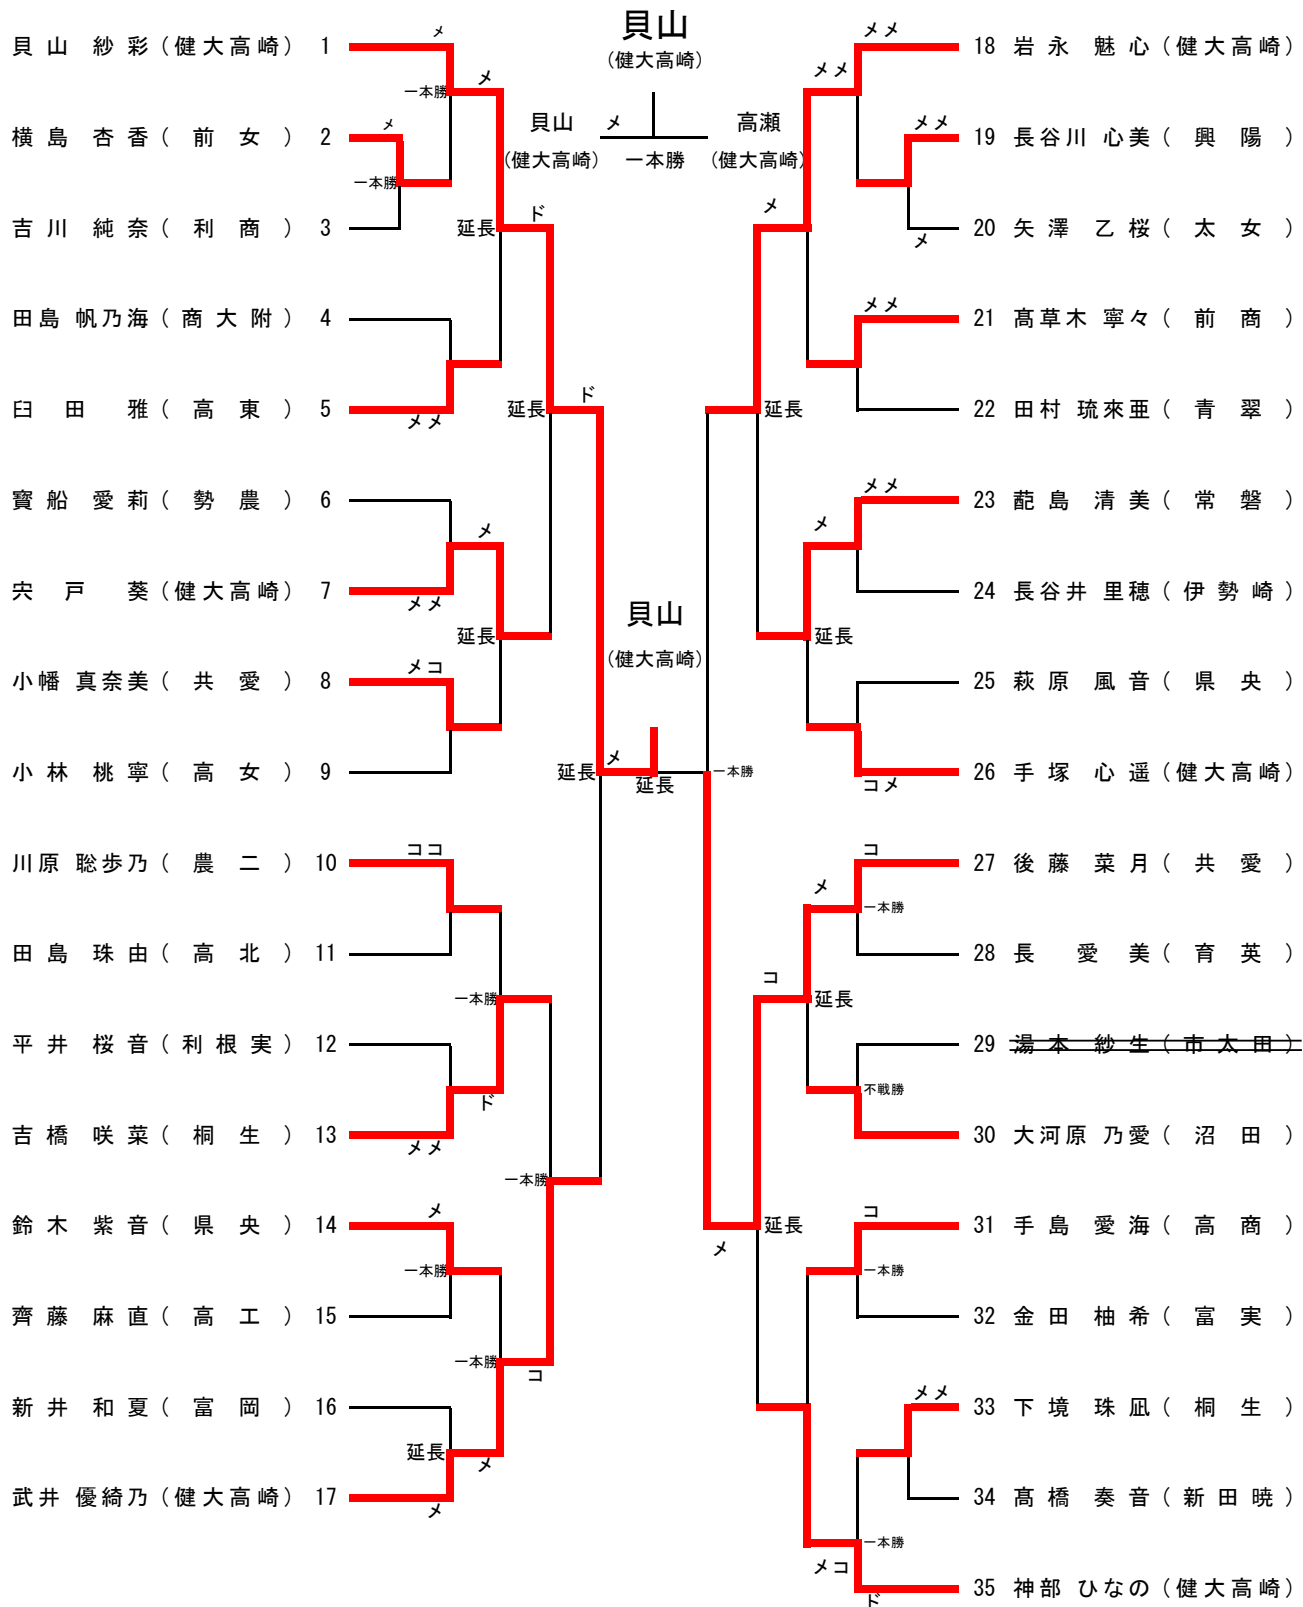 貝山
(健大高崎)
貝山 メ 高瀬
(健大高崎) 一本勝 (健大高崎)
貝山 紗彩(健大高崎) 1
メ
一本勝
メ
横島 杏香( 前女 ) 2
メ
一本勝
吉川 純奈( 利商 ) 3
延長
ド
田島 帆乃海( 商大附 ) 4
臼田 雅( 高東 ) 5
メメ
延長
ド
寳船 愛莉( 勢農 ) 6
メ
宍戸 葵(健大高崎) 7
メメ
延長
小幡 真奈美( 共愛 ) 8
メコ
小林 桃寧( 高女 ) 9
延長
メ
川原 聡歩乃( 農二 ) 10
ココ
田島 珠由( 高北 ) 11
一本勝
平井 桜音( 利根実 ) 12
ド
吉橋 咲菜( 桐生 ) 13
メメ
一本勝
鈴木 紫音( 県央 ) 14
メ
一本勝
齊藤 麻直( 高工 ) 15
一本勝
コ
新井 和夏( 富岡 ) 16
延長
メ
武井 優綺乃(健大高崎) 17
メ
貝山
(健大高崎)
延長
メメ
18 岩永 魅心(健大高崎)
メメ
メメ
19 長谷川 心美( 興陽 )
20 矢澤 乙桜( 太女 )
メ
メ
メメ
21 髙草木 寧々( 前商 )
22 田村 琉來亜( 青翠 )
延長
メメ
23 蓜島 清美( 常磐 )
メ
24 長谷井 里穂( 伊勢崎 )
延長
25 萩原 風音( 県央 )
26 手塚 心遥(健大高崎)
コメ
一本勝
コ
27 後藤 菜月( 共愛 )
メ
一本勝
28 長 愛美( 育英 )
コ
延長
29 湯本 紗生( 市太田 )
不戦勝
30 大河原 乃愛( 沼田 )
延長
メ
コ
31 手島 愛海( 高商 )
一本勝
32 金田 柚希( 富実 )
メメ
33 下境 珠凪( 桐生 )
34 髙橋 奏音( 新田暁 )
一本勝
メコ
35 神部 ひなの(健大高崎)
ド